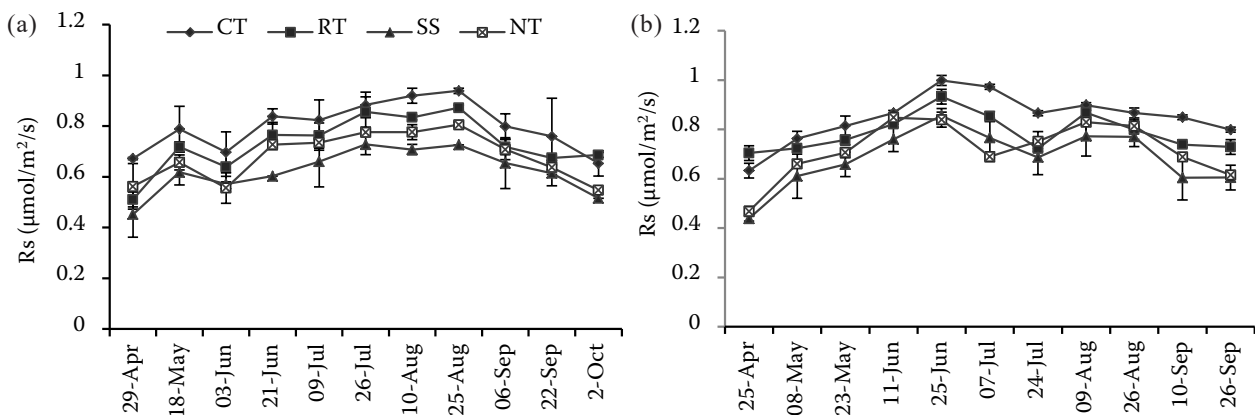 (a)
CT RT SS NT
Rs (µmol/m²/s)
1.2
1
0.8
0.6
0.4
0.2
0
29-Apr
18-May
03-Jun
21-Jun
09-Jul
26-Jul
10-Aug
25-Aug
06-Sep
22-Sep
2-Oct
(b)
Rs (µmol/m²/s)
1.2
1
0.8
0.6
0.4
0.2
0
25-Apr
08-May
23-May
11-Jun
25-Jun
07-Jul
24-Jul
09-Aug
26-Aug
10-Sep
26-Sep